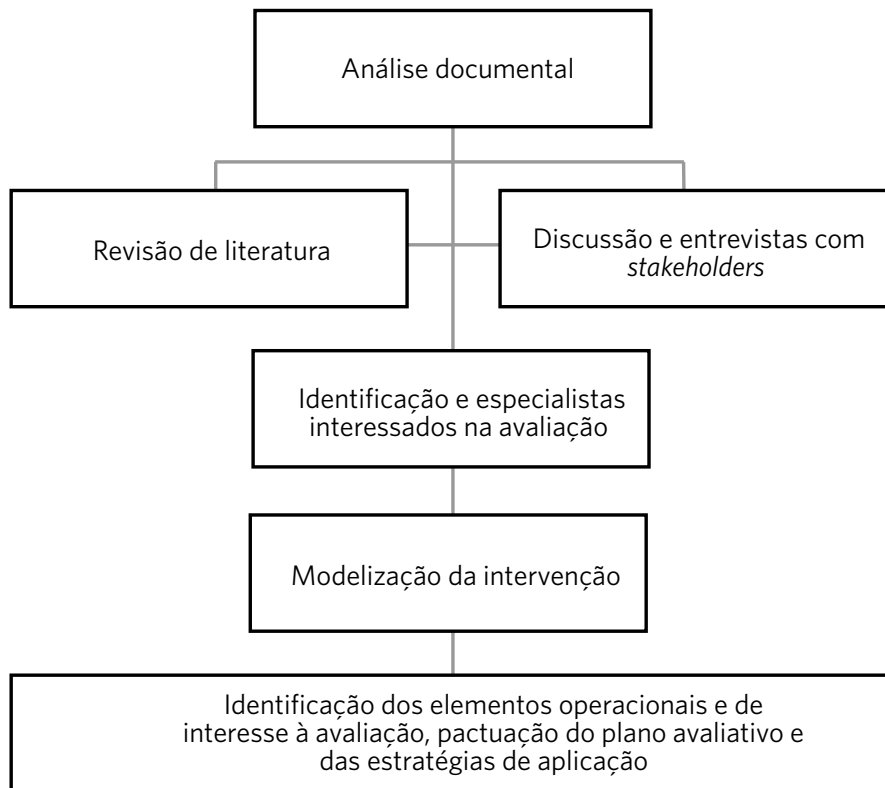 Análise documental
Revisão de literatura
Discussão e entrevistas com
stakeholders
Identificação e especialistas
interessados na avaliação
Modelização da intervenção
Identificação dos elementos operacionais e de
interesse à avaliação, pactuação do plano avaliativo e
das estratégias de aplicação